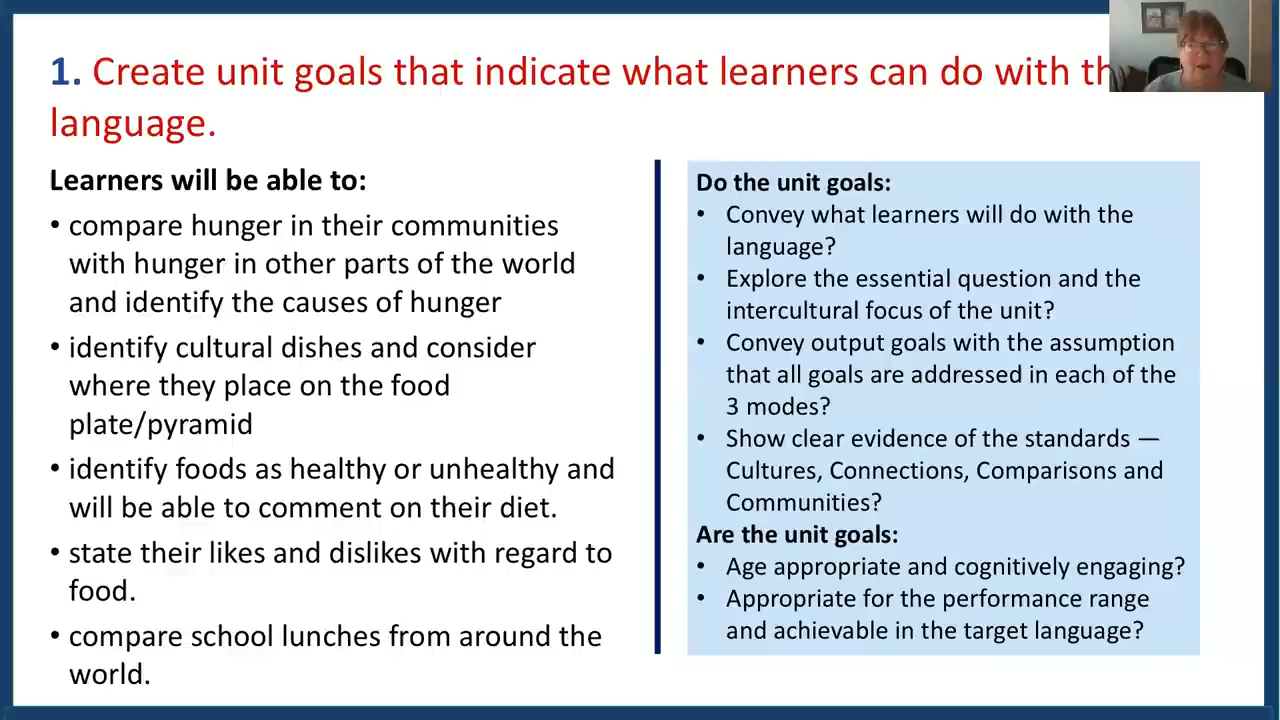 1. Create unit goals that indicate what learners can do with
language.
Learners will be able to:
• compare hunger in their communities
with hunger in other parts of the world
and identify the causes of hunger
• identify cultural dishes and consider
where they place on the food
plate/pyramid
• identify foods as healthy or unhealthy and
will be able to comment on their diet.
• state their likes and dislikes with regard to
food.
• compare school lunches from around the
world.
Do the unit goals:
• Convey what learners will do with the
language?
• Explore the essential question and the
intercultural focus of the unit?
• Convey output goals with the assumption
that all goals are addressed in each of the
3 modes?
• Show clear evidence of the standards —
Cultures, Connections, Comparisons and
Communities?
Are the unit goals:
• Age appropriate and cognitively engaging?
• Appropriate for the performance range
and achievable in the target language?